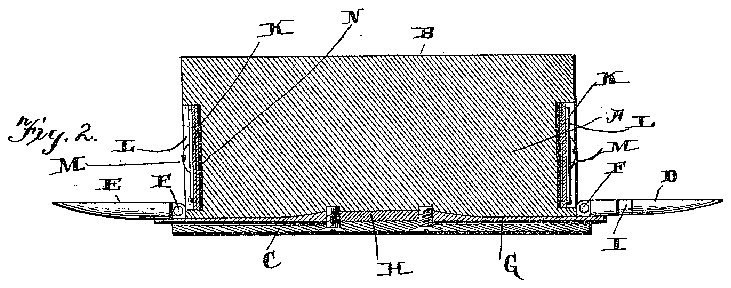 K N B
K
A
L L
Fig. 2.
M M
E F F D
C H G I